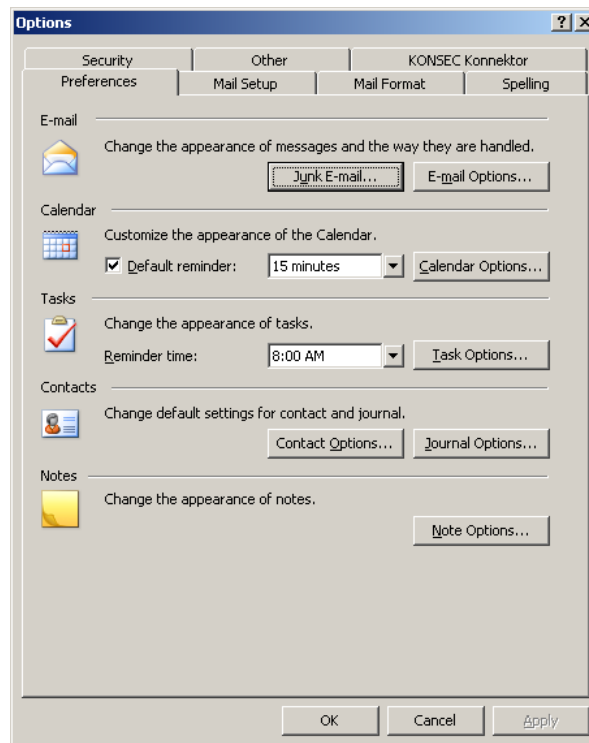 Options
Security Other KONSEC Konnektor
Preferences Mail Setup Mail Format Spelling
E-mail
Change the appearance of messages and the way they are handled.
Junk E-mail... E-mail Options...
Calendar
Customize the appearance of the Calendar.
Default reminder: 15 minutes Calendar Options...
Tasks
Change the appearance of tasks.
Reminder time: 8:00 AM Task Options...
Contacts
Change default settings for contact and journal.
Contact Options... Journal Options...
Notes
Change the appearance of notes.
Note Options...
OK Cancel Apply